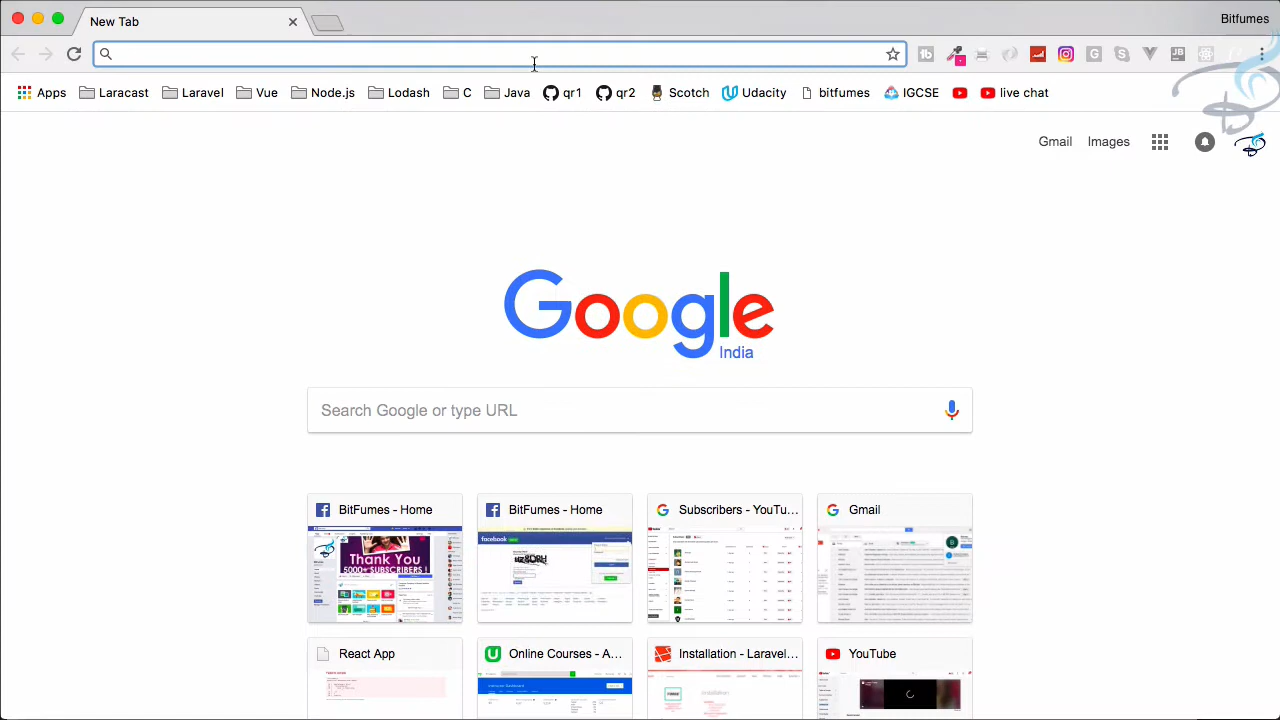 New Tab
Bitfumes
Apps Laracast Laravel Vue Node.js Lodash C Java qr1 qr2 Scotch Udacity bitfumes IGCSE live chat
Gmail Images
Google
India
Search Google or type URL
BitFumes - Home BitFumes - Home Subscribers - YouTu... Gmail
facebook
Thank You
5000+ SUBSCRIBERS
React App Online Courses - A... Installation - Laravel... YouTube